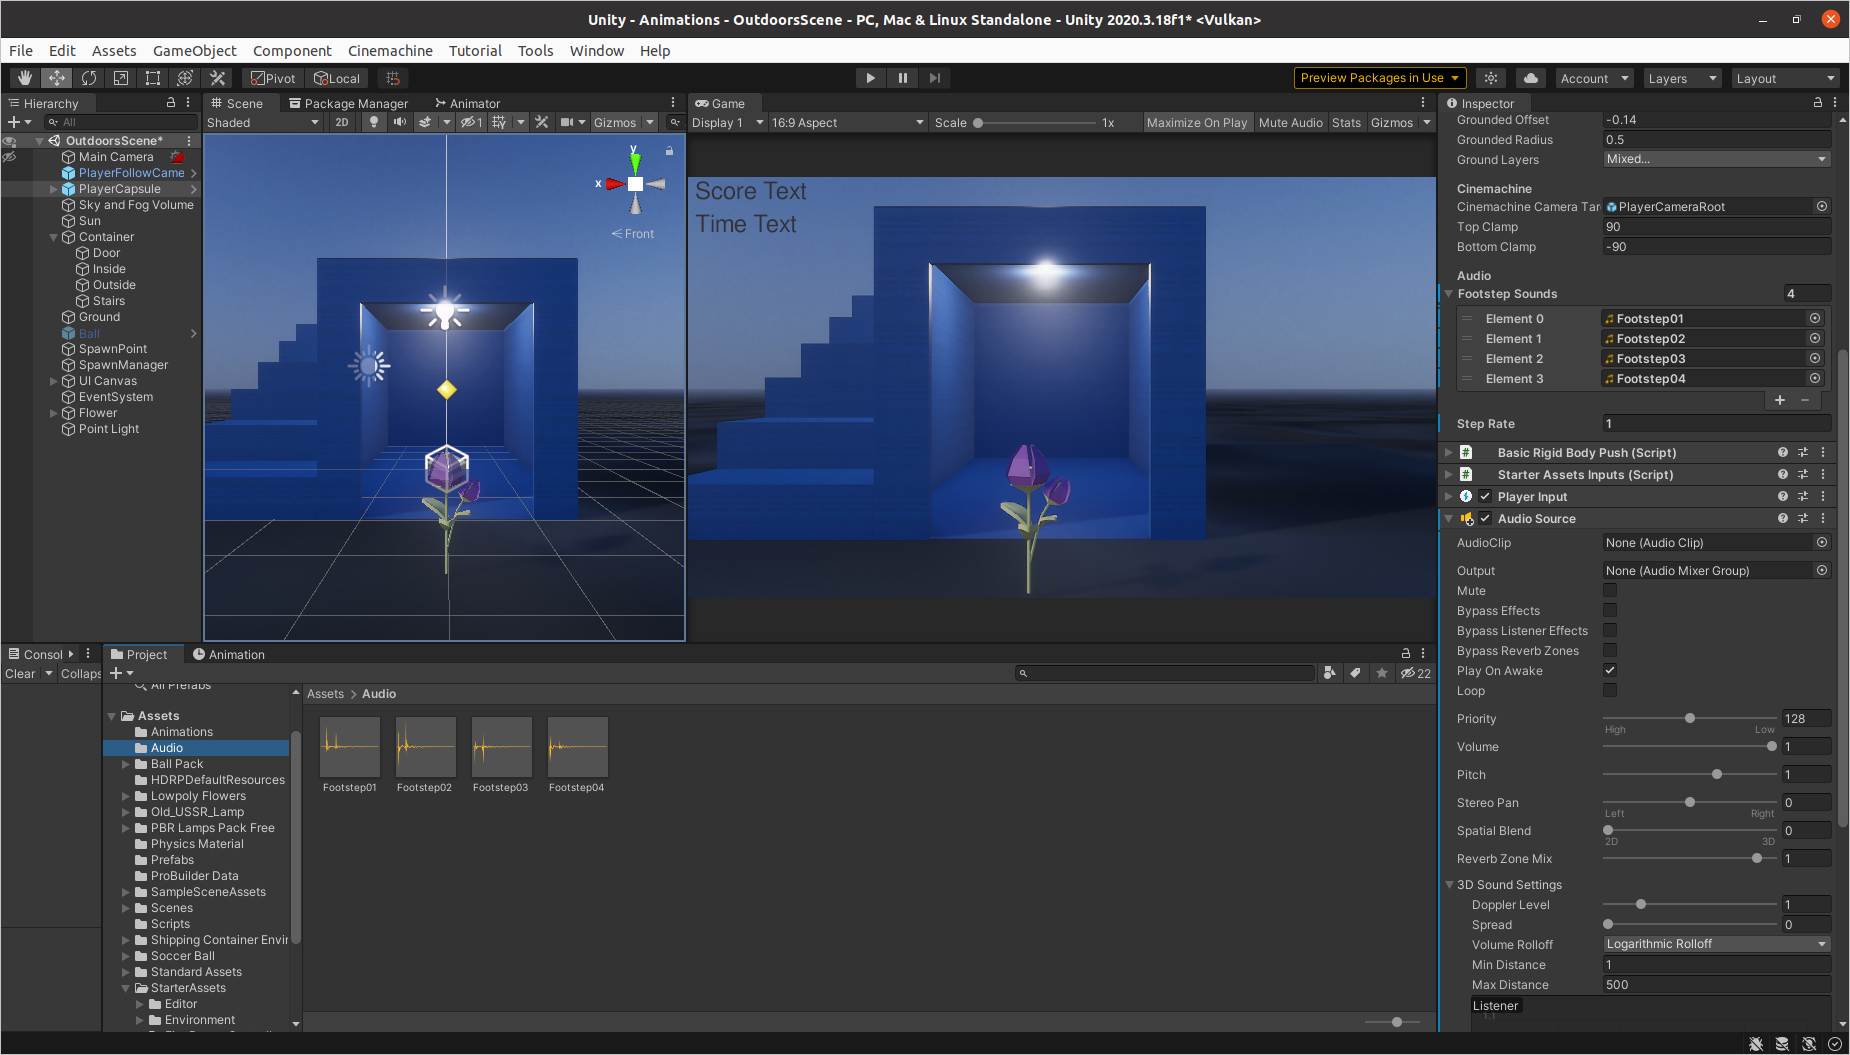 Unity - Animations - OutdoorsScene - PC, Mac & Linux Standalone - Unity 2020.3.18f1* <Vulkan>
File Edit Assets GameObject Component Cinemachine Tutorial Tools Window Help
Pivot Local Preview Packages in Use Account Layers Layout
Hierarchy
All
OutdoorsScene*
Main Camera
PlayerFollowCame
PlayerCapsule
Sky and Fog Volume
Sun
Container
Door
Inside
Outside
Stairs
Ground
Ball
SpawnPoint
SpawnManager
UI Canvas
EventSystem
Flower
Point Light
Scene Package Manager Animator
Shaded 2D 1 Gizmos
y
x
Front
Game
Display 1 16:9 Aspect Scale 1x Maximize On Play Mute Audio Stats Gizmos
Score Text
Time Text
Inspector
Grounded Offset -0.14
Grounded Radius 0.5
Ground Layers Mixed...
Cinemachine
Cinemachine Camera Tar PlayerCameraRoot
Top Clamp 90
Bottom Clamp -90
Audio
Footstep Sounds 4
Element 0 Footstep01
Element 1 Footstep02
Element 2 Footstep03
Element 3 Footstep04
Step Rate 1
Basic Rigid Body Push (Script)
Starter Assets Inputs (Script)
Player Input
Audio Source
AudioClip None (Audio Clip)
Output None (Audio Mixer Group)
Mute
Bypass Effects
Bypass Listener Effects
Bypass Reverb Zones
Play On Awake
Loop
Priority 128
High Low
Volume 1
Pitch 1
Stereo Pan 0
Left Right
Spatial Blend 0
2D 3D
Reverb Zone Mix 1
3D Sound Settings
Doppler Level 1
Spread 0
Volume Rolloff Logarithmic Rolloff
Min Distance 1
Max Distance 500
Listener
1.1
Consol
Clear Collaps
Project Animation
22
All Prefabs
Assets
Animations
Audio
Ball Pack
HDRPDefaultResources
Lowpoly Flowers
Old_USSR_Lamp
PBR Lamps Pack Free
Physics Material
Prefabs
ProBuilder Data
SampleSceneAssets
Scenes
Scripts
Shipping Container Envir
Soccer Ball
Standard Assets
StarterAssets
Editor
Environment
Assets > Audio
Footstep01 Footstep02 Footstep03 Footstep04